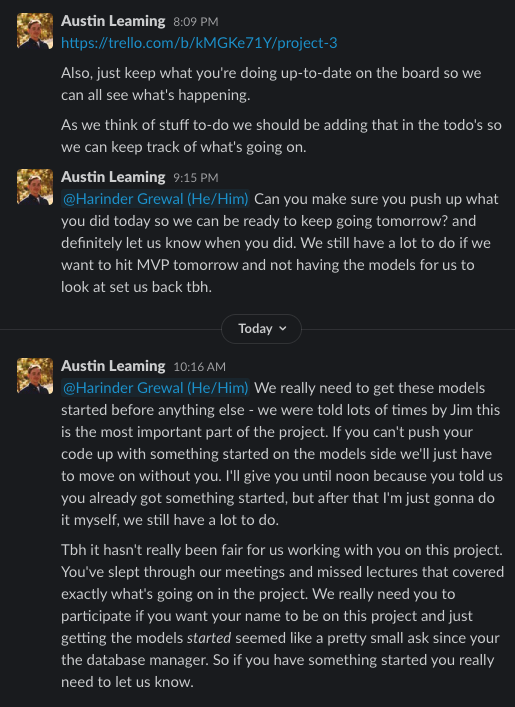 Austin Leaming 8:09 PM
https://trello.com/b/kMGKe71Y/project-3
Also, just keep what you're doing up-to-date on the board so we
can all see what's happening.
As we think of stuff to-do we should be adding that in the todo's so
we can keep track of what's going on.
Austin Leaming 9:15 PM
@Harinder Grewal (He/Him) Can you make sure you push up what
you did today so we can be ready to keep going tomorrow? and
definitely let us know when you did. We still have a lot to do if we
want to hit MVP tomorrow and not having the models for us to
look at set us back tbh.
Today
Austin Leaming 10:16 AM
@Harinder Grewal (He/Him) We really need to get these models
started before anything else - we were told lots of times by Jim this
is the most important part of the project. If you can't push your
code up with something started on the models side we'll just have
to move on without you. I'll give you until noon because you told us
you already got something started, but after that I'm just gonna do
it myself, we still have a lot to do.
Tbh it hasn't really been fair for us working with you on this project.
You've slept through our meetings and missed lectures that covered
exactly what's going on in the project. We really need you to
participate if you want your name to be on this project and just
getting the models started seemed like a pretty small ask since your
the database manager. So if you have something started you really
need to let us know.